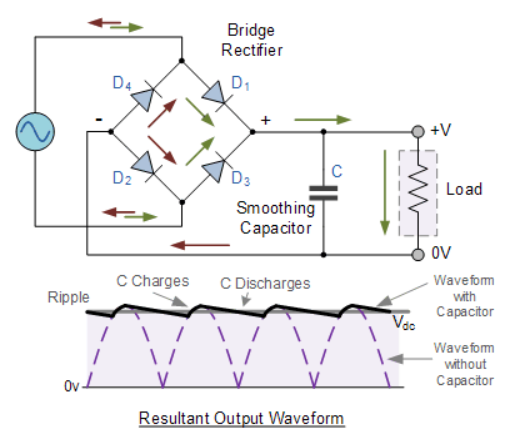 Bridge
Rectifier
D4
D1
-
+
+V
D2
D3
C
Load
Smoothing
Capacitor
0V
Ripple
C Charges
C Discharges
Waveform
with
Capacitor
Vdc
Waveform
without
Capacitor
0v
Resultant Output Waveform